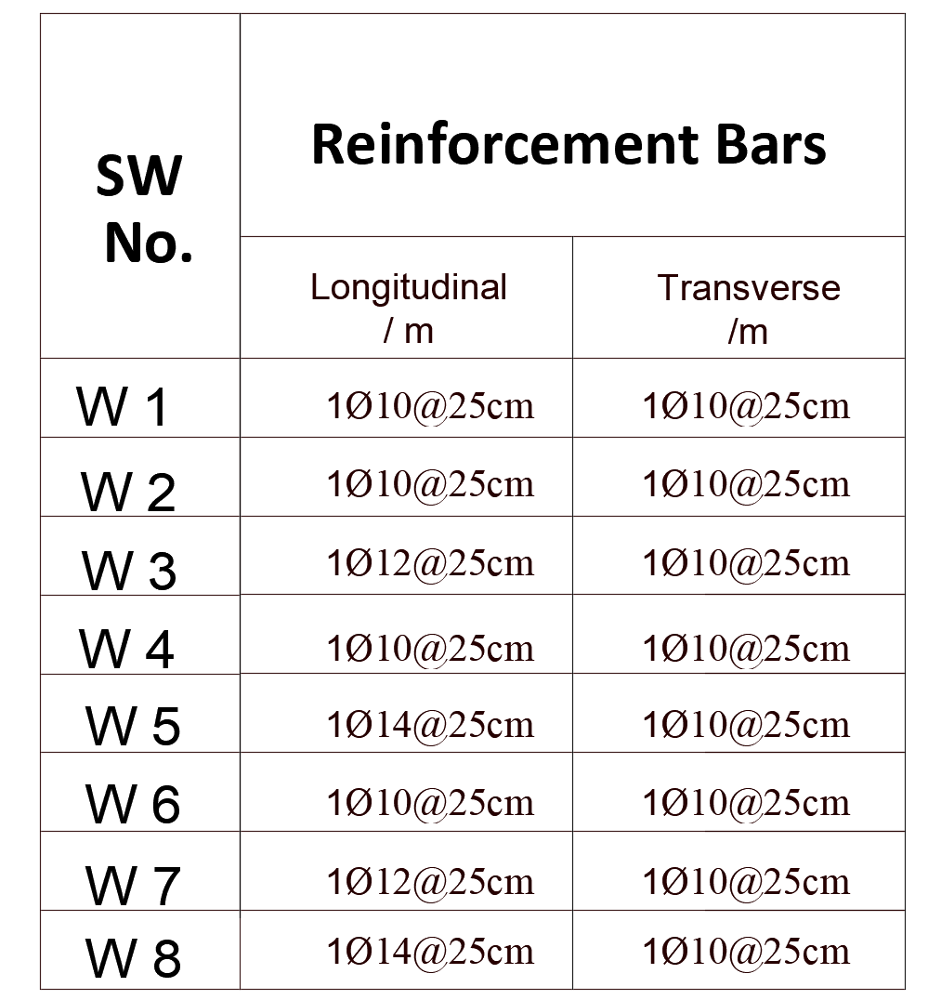 SW
No.
Reinforcement Bars
Longitudinal
/ m
Transverse
/m
W 1 1Ø10@25cm 1Ø10@25cm
W 2 1Ø10@25cm 1Ø10@25cm
W 3 1Ø12@25cm 1Ø10@25cm
W 4 1Ø10@25cm 1Ø10@25cm
W 5 1Ø14@25cm 1Ø10@25cm
W 6 1Ø10@25cm 1Ø10@25cm
W 7 1Ø12@25cm 1Ø10@25cm
W 8 1Ø14@25cm 1Ø10@25cm